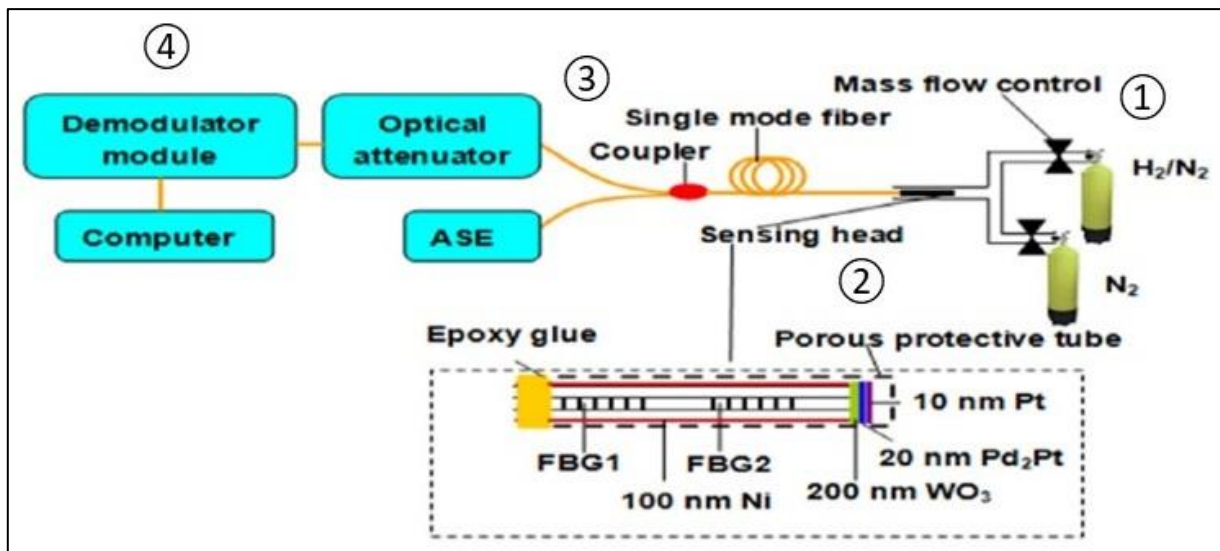 ④
③
Mass flow control
①
Demodulator
module
Optical
attenuator
Single mode fiber
Coupler
H₂/N₂
Computer
ASE
Sensing head
②
N₂
Epoxy glue
Porous protective tube
10 nm Pt
FBG1
FBG2
20 nm Pd₂Pt
100 nm Ni
200 nm WO₃